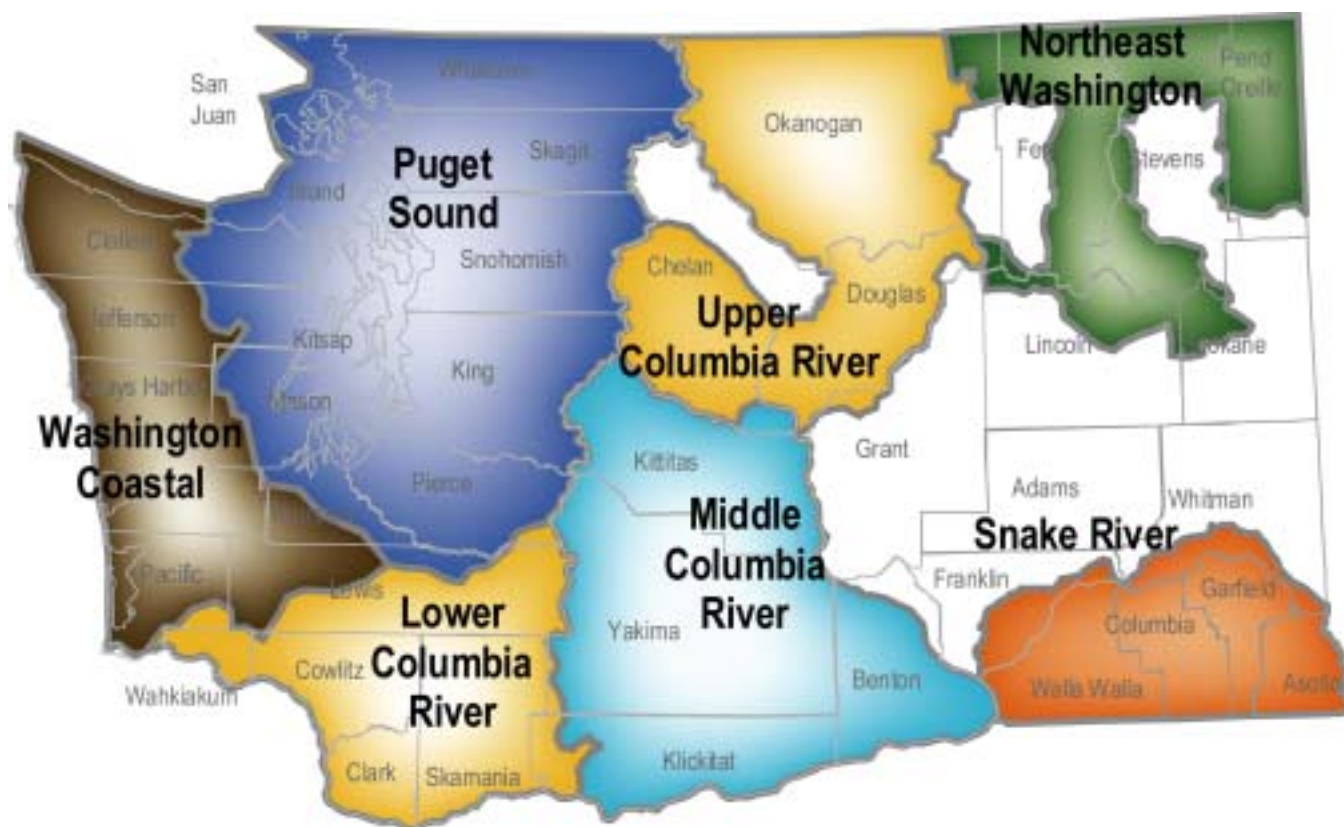 Northeast
Washington
Pend
Oreille
San
Juan
Whatcom
Okanogan
Skagit
Stevens
Puget
Sound
Island
Clallam
Snohomish
Chelan
Douglas
Upper
Columbia River
Jefferson
Kitsap
King
Lincoln
Spokane
Grays Harbor
Mason
Washington
Coastal
Grant
Kittitas
Pierce
Adams
Whitman
Middle
Columbia
River
Snake River
Pacific
Lewis
Franklin
Garfield
Lower
Columbia
River
Yakima
Columbia
Cowlitz
Wahkiakum
Benton
Walla Walla
Asotin
Clark
Skamania
Klickitat